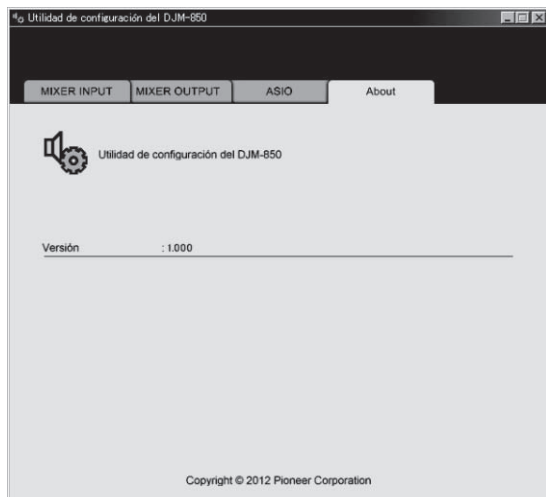 Utilidad de configuración del DJM-850
MIXER INPUT MIXER OUTPUT ASIO About
Utilidad de configuración del DJM-850
Versión : 1.000
Copyright © 2012 Pioneer Corporation